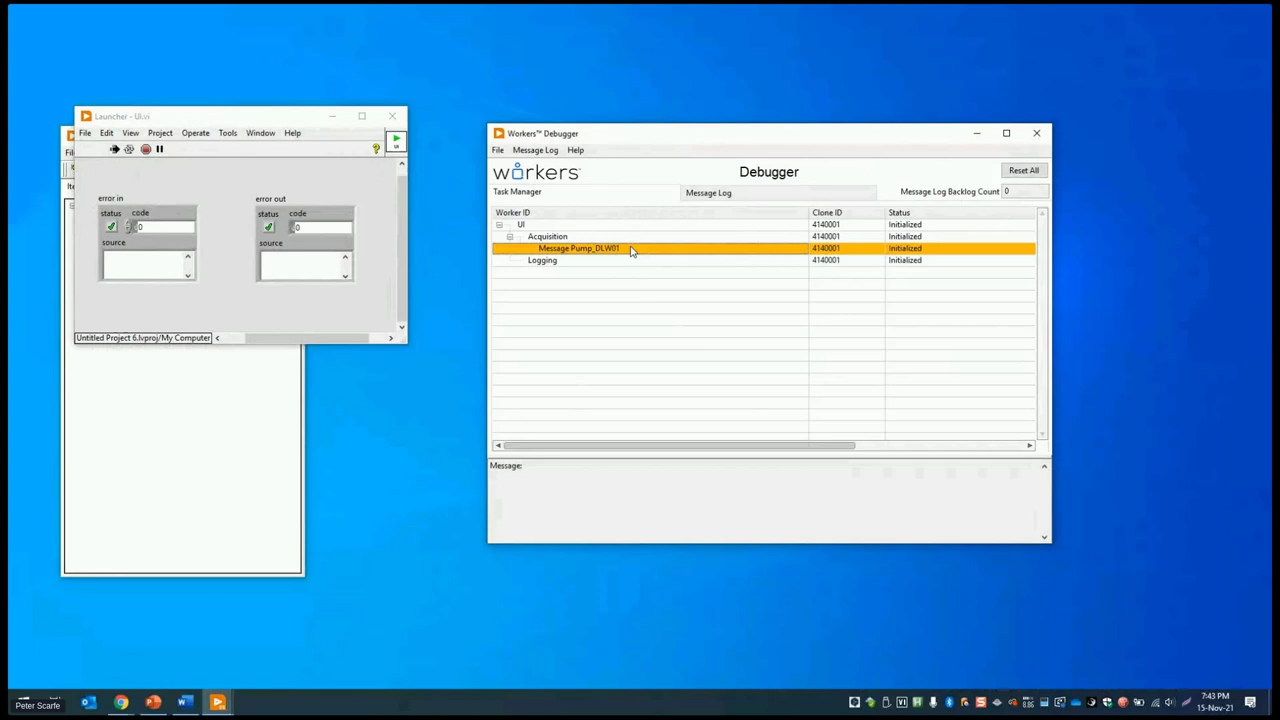 Launcher - UI.vi
File Edit View Project Operate Tools Window Help
UI
error in
status code
0
source
error out
status code
0
source
Untitled Project 6.lvproj/My Computer
Workers™ Debugger
File Message Log Help
workers™
Debugger
Reset All
Task Manager
Message Log
Message Log Backlog Count 0
Worker ID Clone ID Status
UI 4140001 Initialized
Acquisition 4140001 Initialized
Message Pump_DLW01 4140001 Initialized
Logging 4140001 Initialized
Message:
Peter Scarfe
7:43 PM
15-Nov-21